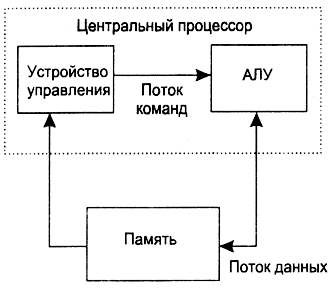 Центральный процессор
Устройство
управления
АЛУ
Поток
команд
Память
Поток данных